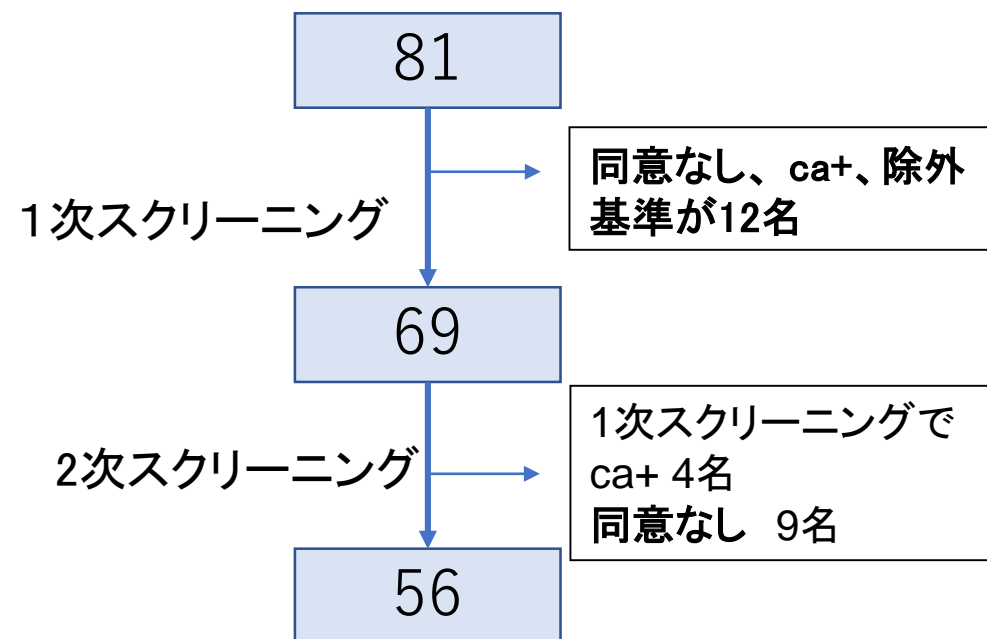 81
同意なし、ca+、除外
基準が12名
１次スクリーニング
69
1次スクリーニングで
ca+ 4名
同意なし　9名
2次スクリーニング
56